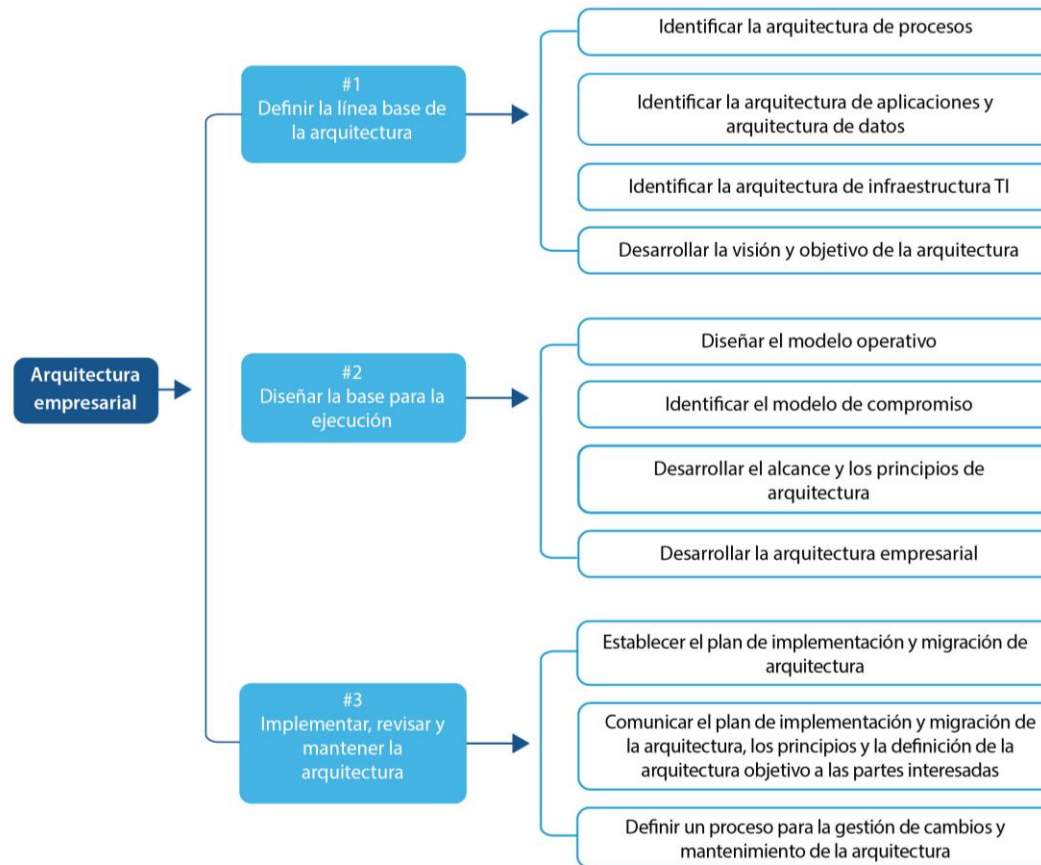 Arquitectura
empresarial
#1
Definir la línea base de
la arquitectura
Identificar la arquitectura de procesos
Identificar la arquitectura de aplicaciones y
arquitectura de datos
Identificar la arquitectura de infraestructura TI
Desarrollar la visión y objetivo de la arquitectura
#2
Diseñar la base para la
ejecución
Diseñar el modelo operativo
Identificar el modelo de compromiso
Desarrollar el alcance y los principios de
arquitectura
Desarrollar la arquitectura empresarial
#3
Implementar, revisar y
mantener la
arquitectura
Establecer el plan de implementación y migración de
arquitectura
Comunicar el plan de implementación y migración de
la arquitectura, los principios y la definición de la
arquitectura objetivo a las partes interesadas
Definir un proceso para la gestión de cambios y
mantenimiento de la arquitectura